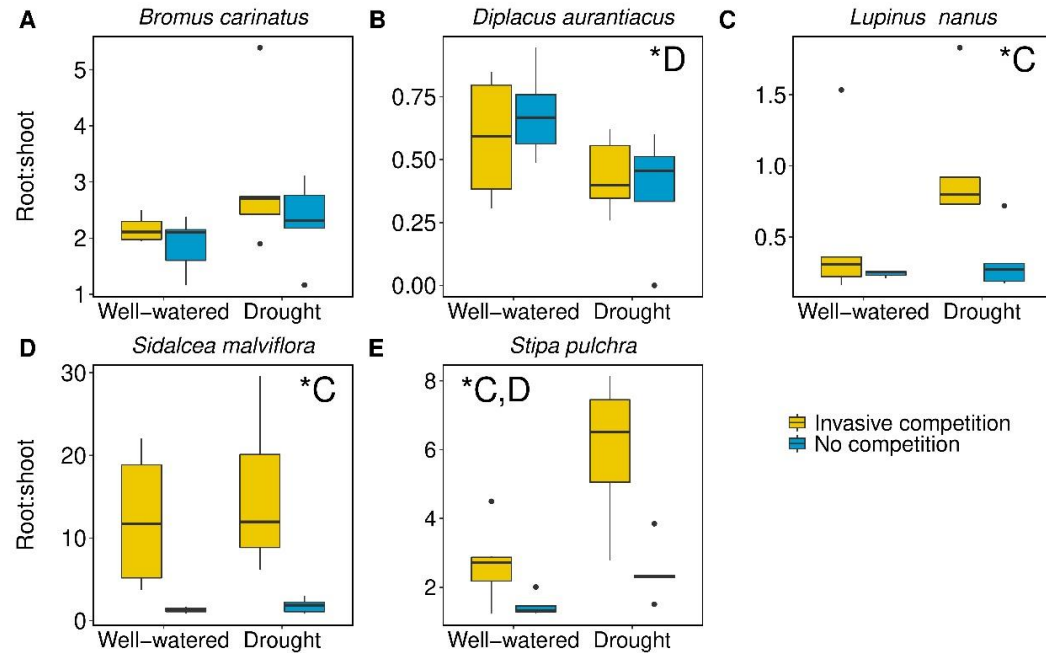 A
Bromus carinatus
B
Diplacus aurantiacus
C
Lupinus nanus
Root:shoot
5
4
3
2
1
Well-watered
Drought
*D
0.75
0.50
0.25
0.00
Well-watered
Drought
*C
1.5
1.0
0.5
Well-watered
Drought
D
Sidalcea malviflora
E
Stipa pulchra
Root:shoot
*C
30
20
10
0
Well-watered
Drought
*C,D
8
6
4
2
Well-watered
Drought
Invasive competition
No competition